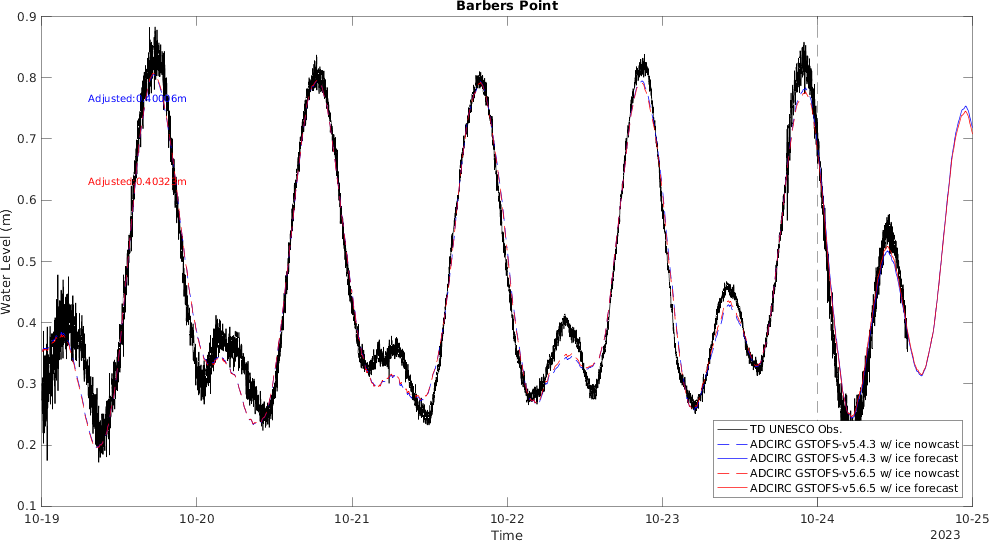 Barbers Point
0.9
0.8
0.7
0.6
0.5
0.4
0.3
0.2
0.1
Water Level (m)
Adjusted:0.40006m
Adjusted:
TD UNESCO Obs.
ADCIRC GSTOFS-v5.4.3 w/ ice nowcast
ADCIRC GSTOFS-v5.4.3 w/ ice forecast
ADCIRC GSTOFS-v5.6.5 w/ ice nowcast
ADCIRC GSTOFS-v5.6.5 w/ ice forecast
10-19 10-20 10-21 10-22 10-23 10-24 10-25
Time
2023